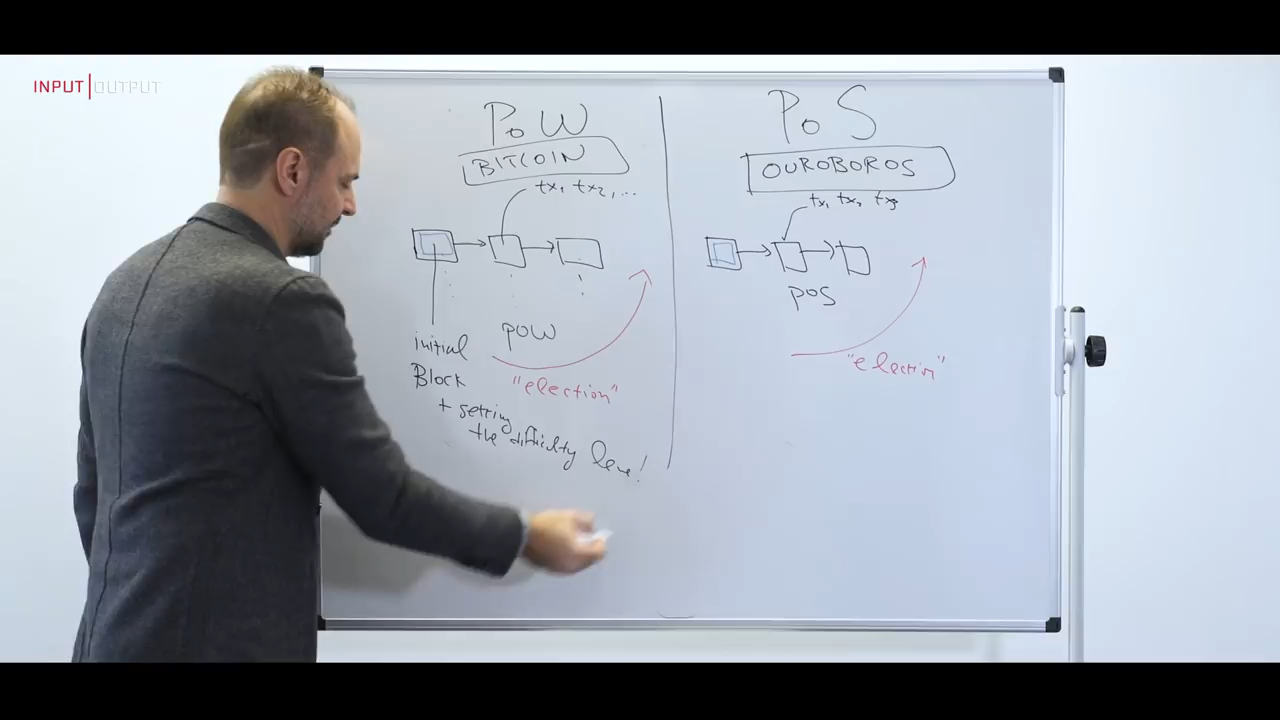 INPUT|OUTPUT
PoW
BITCOIN
tx1 tx2, ...
initial
Block
+ setting
the difficulty level!
POW
"election"
PoS
OUROBOROS
tx1 tx2 tx3
POS
"election"